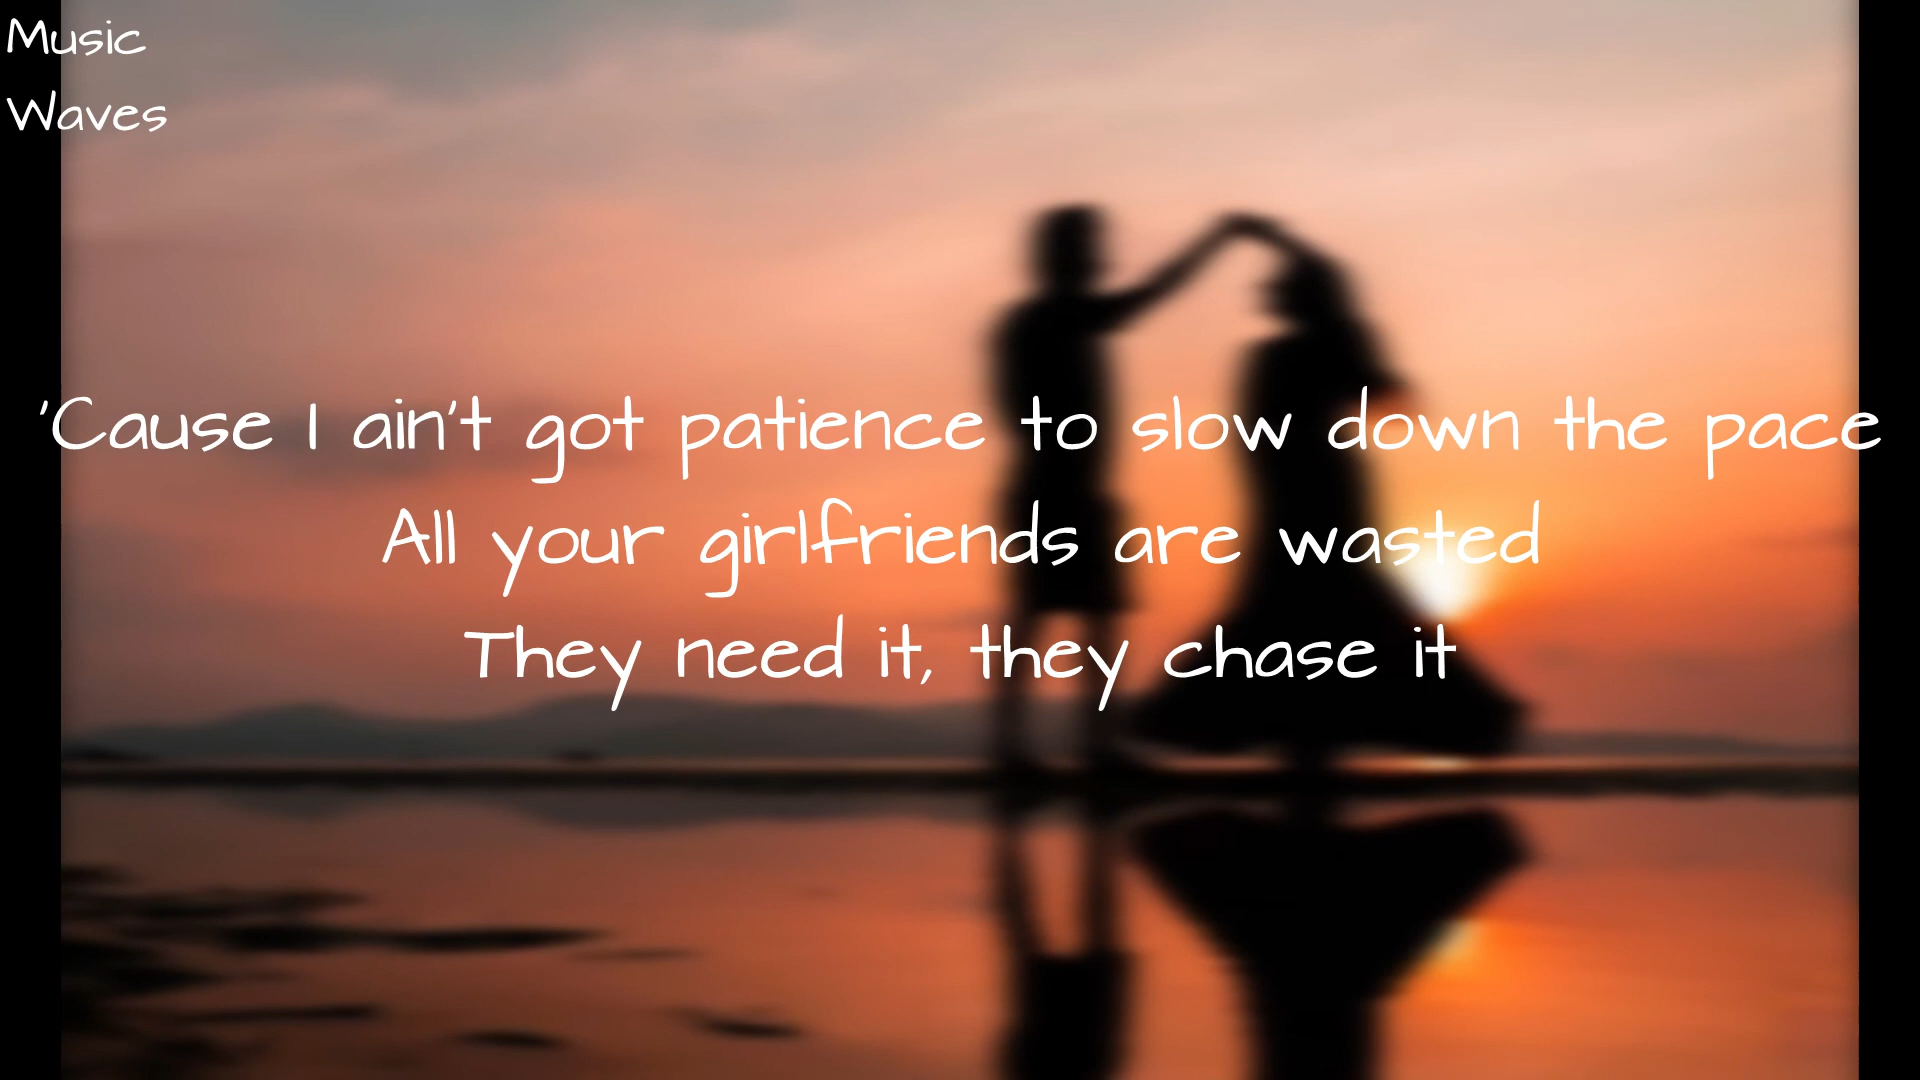 Music
Waves
'Cause I ain't got patience to slow down the pace
All your girlfriends are wasted
They need it, they chase it